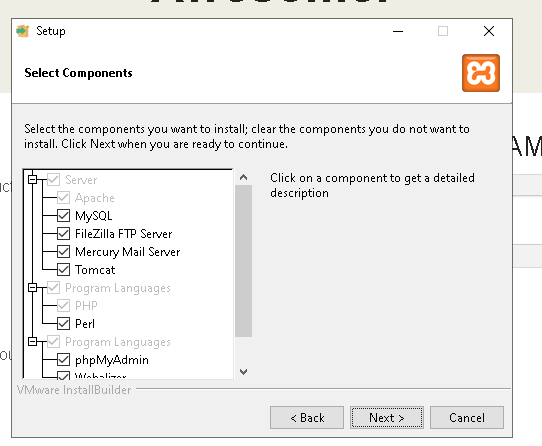 Setup
Select Components
Select the components you want to install; clear the components you do not want to
install. Click Next when you are ready to continue.
Server
Apache
MySQL
FileZilla FTP Server
Mercury Mail Server
Tomcat
Program Languages
PHP
Perl
Program Languages
phpMyAdmin
Webalizer
Click on a component to get a detailed
description
VMware InstallBuilder
< Back
Next >
Cancel
AM